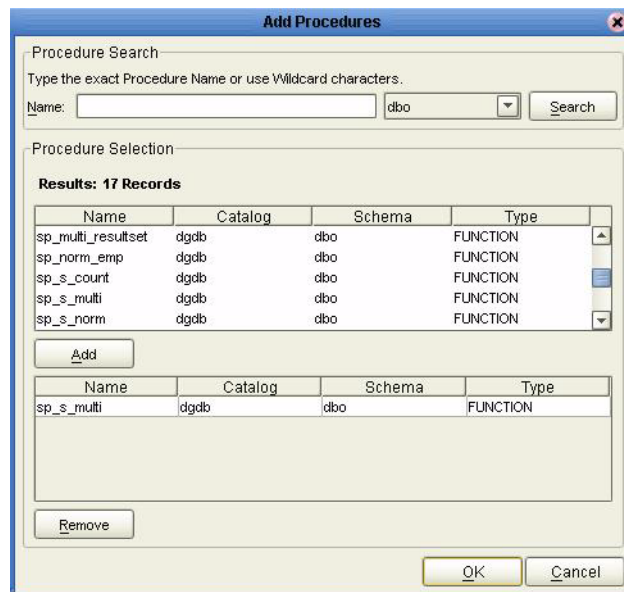 Add Procedures
Procedure Search
Type the exact Procedure Name or use Wildcard characters.
Name: dbo Search
Procedure Selection
Results: 17 Records
Name Catalog Schema Type
sp_multi_resultset dgdb dbo FUNCTION
sp_norm_emp dgdb dbo FUNCTION
sp_s_count dgdb dbo FUNCTION
sp_s_multi dgdb dbo FUNCTION
sp_s_norm dgdb dbo FUNCTION
Add
Name Catalog Schema Type
sp_s_multi dgdb dbo FUNCTION
Remove
OK Cancel